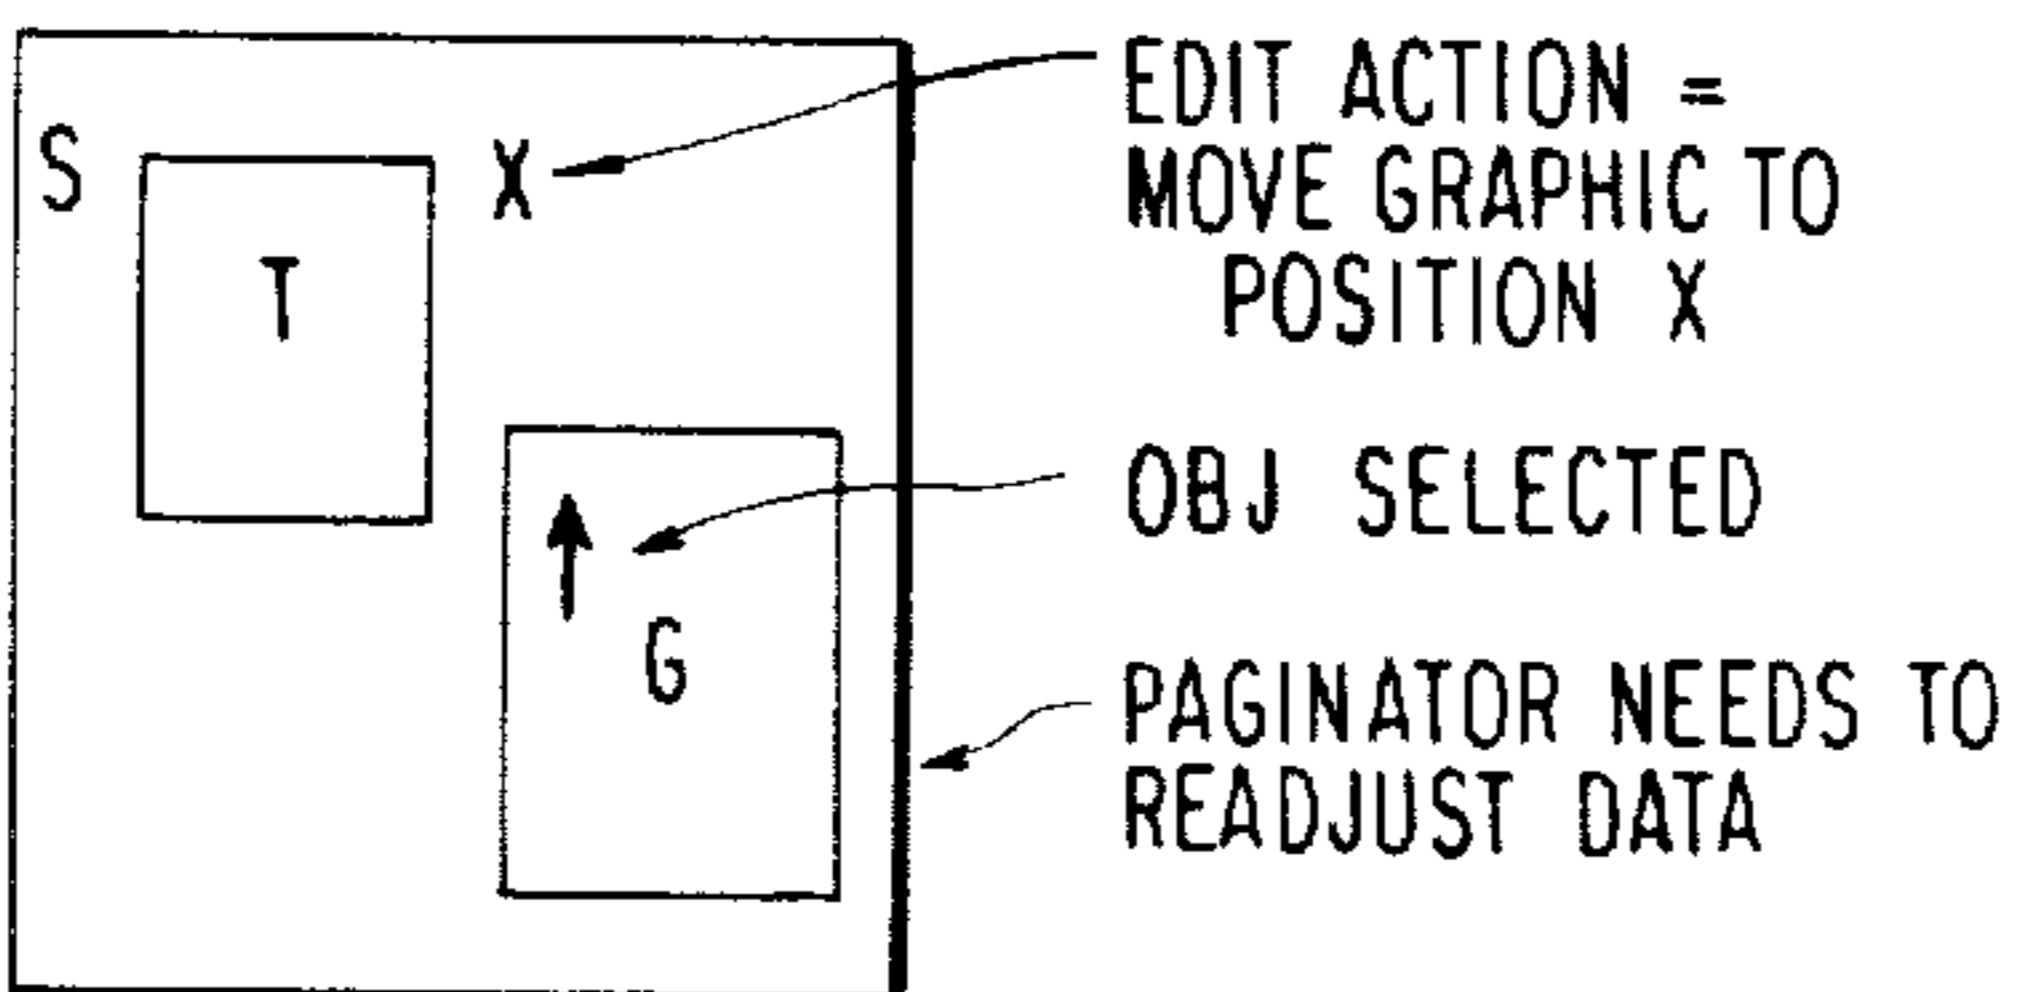 S
T
X
G
EDIT ACTION =
MOVE GRAPHIC TO
POSITION X
OBJ SELECTED
PAGINATOR NEEDS TO
READJUST DATA